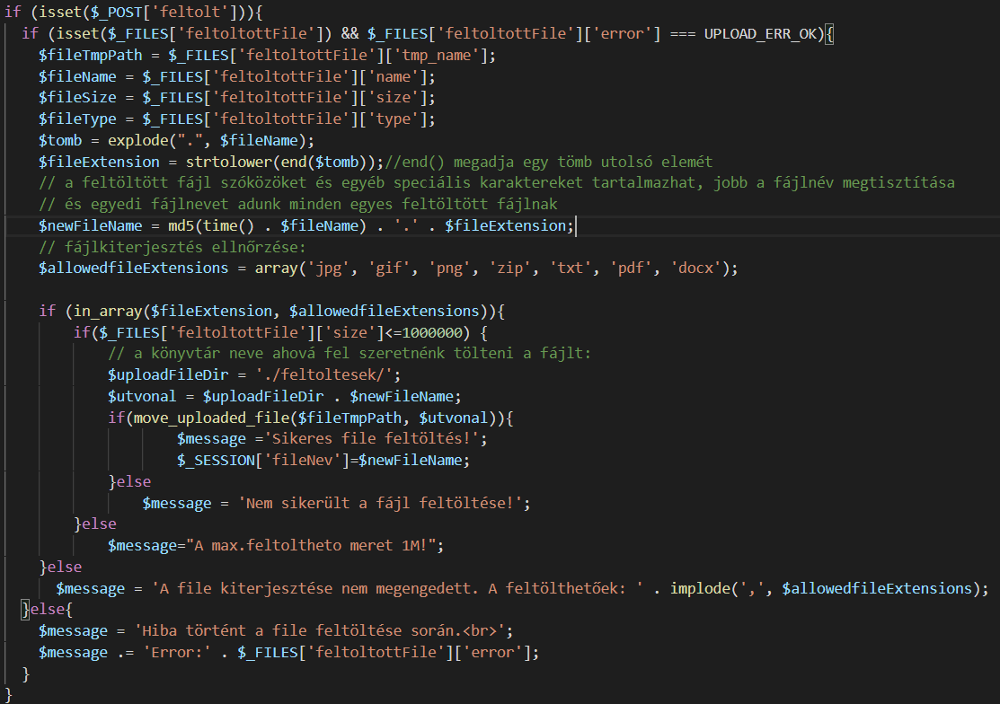 if (isset($_POST['feltolt'])){
if (isset($_FILES['feltoltottFile']) && $_FILES['feltoltottFile']['error'] === UPLOAD_ERR_OK){
$fileTmpPath = $_FILES['feltoltottFile']['tmp_name'];
$fileName = $_FILES['feltoltottFile']['name'];
$fileSize = $_FILES['feltoltottFile']['size'];
$fileType = $_FILES['feltoltottFile']['type'];
$tomb = explode(".", $fileName);
$fileExtension = strtolower(end($tomb));//end() megadja egy tömb utolsó elemét
// a feltöltött fájl szóközöket és egyéb speciális karaktereket tartalmazhat, jobb a fájlnév megtisztítása
// és egyedi fájlnevet adunk minden egyes feltöltött fájlnak
$newFileName = md5(time() . $fileName) . '.' . $fileExtension;
// fájlkiterjesztés ellnőrzése:
$allowedfileExtensions = array('jpg', 'gif', 'png', 'zip', 'txt', 'pdf', 'docx');
if (in_array($fileExtension, $allowedfileExtensions)){
if($_FILES['feltoltottFile']['size']<=1000000) {
// a könyvtár neve ahová fel szeretnénk tölteni a fájlt:
$uploadFileDir = './feltoltesek/';
$utvonal = $uploadFileDir . $newFileName;
if(move_uploaded_file($fileTmpPath, $utvonal)){
$message ='Sikeres file feltöltés!';
$_SESSION['fileNev']=$newFileName;
}else
$message = 'Nem sikerült a fájl feltöltése!';
}else
$message="A max.feltoltheto meret 1M!";
}else
$message = 'A file kiterjesztése nem megengedett. A feltölthetőek: ' . implode(',', $allowedfileExtensions);
}else{
$message = 'Hiba történt a file feltöltése során.<br>';
$message .= 'Error:' . $_FILES['feltoltottFile']['error'];
}
}